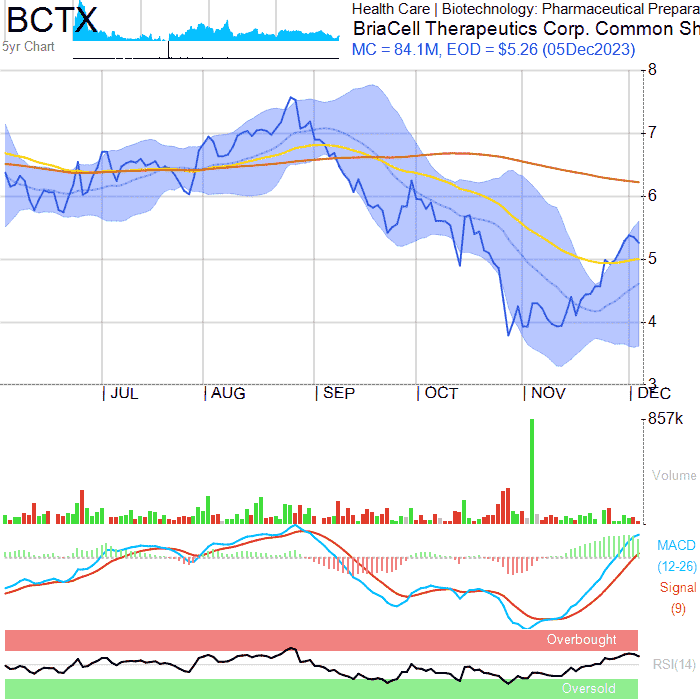 BCTX
5yr Chart
Health Care | Biotechnology: Pharmaceutical Prepara
BriaCell Therapeutics Corp. Common Sh
MC = 84.1M, EOD = $5.26 (05Dec2023)
8
7
6
5
4
3
JUL AUG SEP OCT NOV DEC
857k
Volume
MACD
(12-26)
Signal
(9)
Overbought
RSI(14)
Oversold